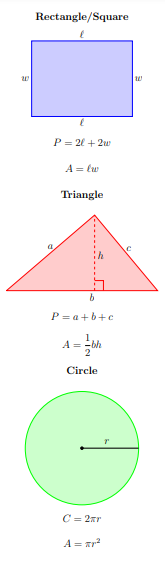 Rectangle/Square
ℓ
w w
ℓ
P = 2ℓ + 2w
A = ℓw
Triangle
a c
h
b
P = a + b + c
A = 1/2 bh
Circle
r
C = 2πr
A = πr²